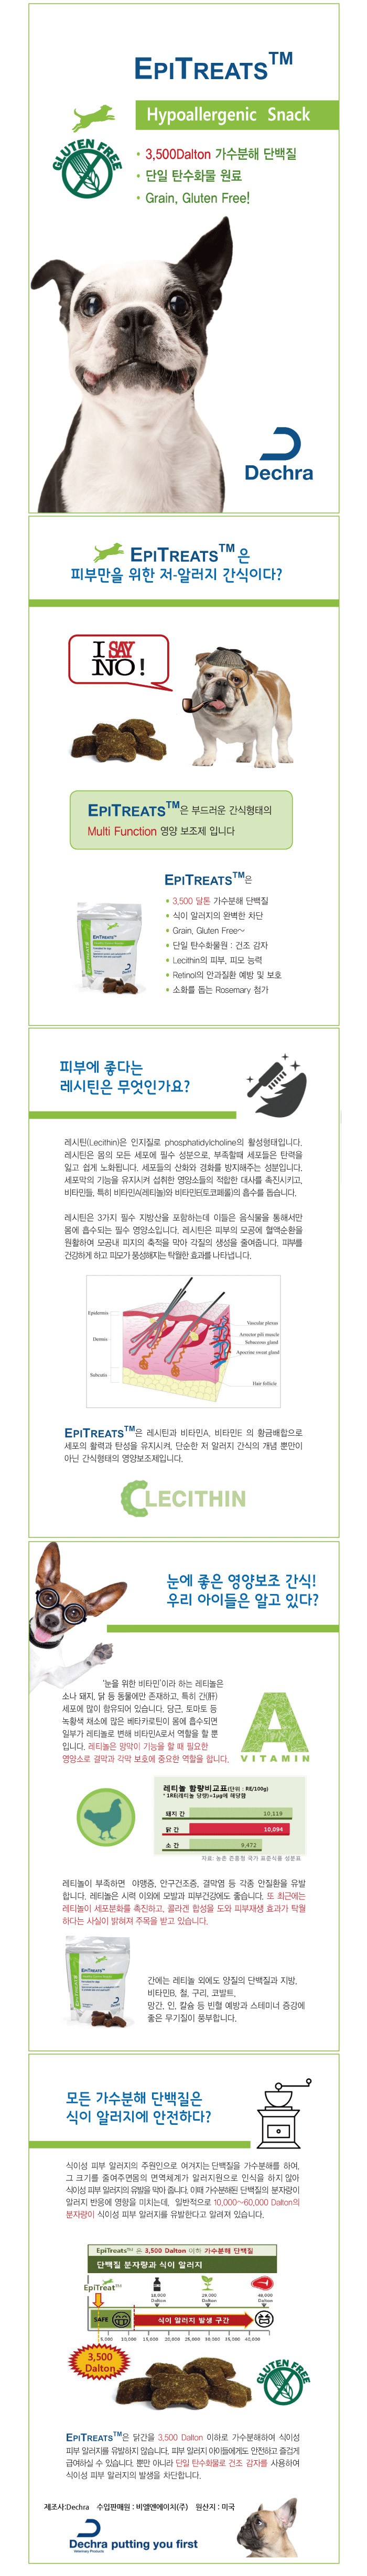 EPITREATS™
Hypoallergenic Snack
GLUTEN FREE
• 3,500Dalton 가수분해 단백질
• 단일 탄수화물 원료
• Grain, Gluten Free!
Dechra
EPITREATS™은
피부만을 위한 저-알러지 간식이다?
I SAY
NO!
EPITREATS™은 부드러운 간식형태의
Multi Function 영양 보조제 입니다
EPITREATS™은
• 3,500 달톤 가수분해 단백질
• 식이 알러지의 완벽한 차단
• Grain, Gluten Free~
• 단일 탄수화물원 : 건조 감자
• Lecithin의 피부, 피모 능력
• Retinol의 안과질환 예방 및 보호
• 소화를 돕는 Rosemary 첨가
피부에 좋다는
레시틴은 무엇인가요?
레시틴(Lecithin)은 인지질로 phosphatidylcholine의 활성형태입니다.
레시틴은 몸의 모든 세포에 필수 성분으로, 부족할때 세포들은 탄력을
잃고 쉽게 노화됩니다. 세포들의 산화와 경화를 방지해주는 성분입니다.
세포막의 기능을 유지시켜 섭취한 영양소들의 적합한 대사를 촉진시키고,
비타민들, 특히 비타민A(레티놀)와 비타민E(토코페롤)의 흡수를 돕습니다.
레시틴은 3가지 필수 지방산을 포함하는데 이들은 음식물을 통해서만
몸에 흡수되는 필수 영양소입니다. 레시틴은 피부의 모공에 혈액순환을
원활하여 모공내 피지의 축적을 막아 각질의 생성을 줄여줍니다. 피부를
건강하게 하고 피모가 풍성해지는 탁월한 효과를 나타냅니다.
Epidermis
Dermis
Subcutis
Vascular plexus
Arrector pili muscle
Sebaceous gland
Apocrine sweat gland
Hair follicle
EPITREATS™은 레시틴과 비타민A, 비타민E 의 황금배합으로
세포의 활력과 탄성을 유지시켜, 단순한 저 알러지 간식의 개념 뿐만이
아닌 간식형태의 영양보조제입니다.
LECITHIN
눈에 좋은 영양보조 간식!
우리 아이들은 알고 있다?
'눈을 위한 비타민'이라 하는 레티놀은
소나 돼지, 닭 등 동물에만 존재하고, 특히 간(肝)
세포에 많이 함유되어 있습니다. 당근, 토마토 등
녹황색 채소에 많은 베타카로틴이 몸에 흡수되면
일부가 레티놀로 변해 비타민A로서 역할을 할 뿐
입니다. 레티놀은 망막이 기능을 할 때 필요한
영양소로 결막과 각막 보호에 중요한 역할을 합니다.
A
VITAMIN
레티놀 함량비교표(단위 : RE/100g)
* 1RE(레티놀 당량)=1μg에 해당함
돼지 간 10,119
닭 간 10,094
소 간 9,472
자료: 농촌 진흥청 국가 표준식품 성분표
레티놀이 부족하면 야맹증, 안구건조증, 결막염 등 각종 안질환을 유발
합니다. 레티놀은 시력 이외에 모발과 피부건강에도 좋습니다. 또 최근에는
레티놀이 세포분화를 촉진하고, 콜라겐 합성을 도와 피부재생 효과가 탁월
하다는 사실이 밝혀져 주목을 받고 있습니다.
간에는 레티놀 외에도 양질의 단백질과 지방,
비타민B, 철, 구리, 코발트,
망간, 인, 칼슘 등 빈혈 예방과 스테미너 증강에
좋은 무기질이 풍부합니다.
모든 가수분해 단백질은
식이 알러지에 안전하다?
식이성 피부 알러지의 주원인으로 여겨지는 단백질을 가수분해를 하여,
그 크기를 줄여주면몸의 면역체계가 알러지원으로 인식을 하지 않아
식이성 피부 알러지의 유발을 막아 줍니다. 이때 가수분해된 단백질의 분자량이
알러지 반응에 영향을 미치는데, 일반적으로 10,000~60,000 Dalton의
분자량이 식이성 피부 알러지를 유발한다고 알려져 있습니다.
EpiTreats™ 은 3,500 Dalton 이하 가수분해 단백질
단백질 분자량과 식이 알러지
EpiTreat™
SAFE
식이 알러지 발생 구간
5,000 10,000 15,000 20,000 25,000 30,000 35,000 40,000
3,500
Dalton
GLUTEN FREE
EPITREATS™은 닭간을 3,500 Dalton 이하로 가수분해하여 식이성
피부 알러지를 유발하지 않습니다. 피부 알러지 아이들에게도 안전하고 즐겁게
급여하실 수 있습니다. 뿐만 아니라 단일 탄수화물로 건조 감자를 사용하여
식이성 피부 알러지의 발생을 차단합니다.
제조사:Dechra 수입판매원 : 비엘엔에이치(주) 원산지 : 미국
Dechra putting you first
Veterinary Products